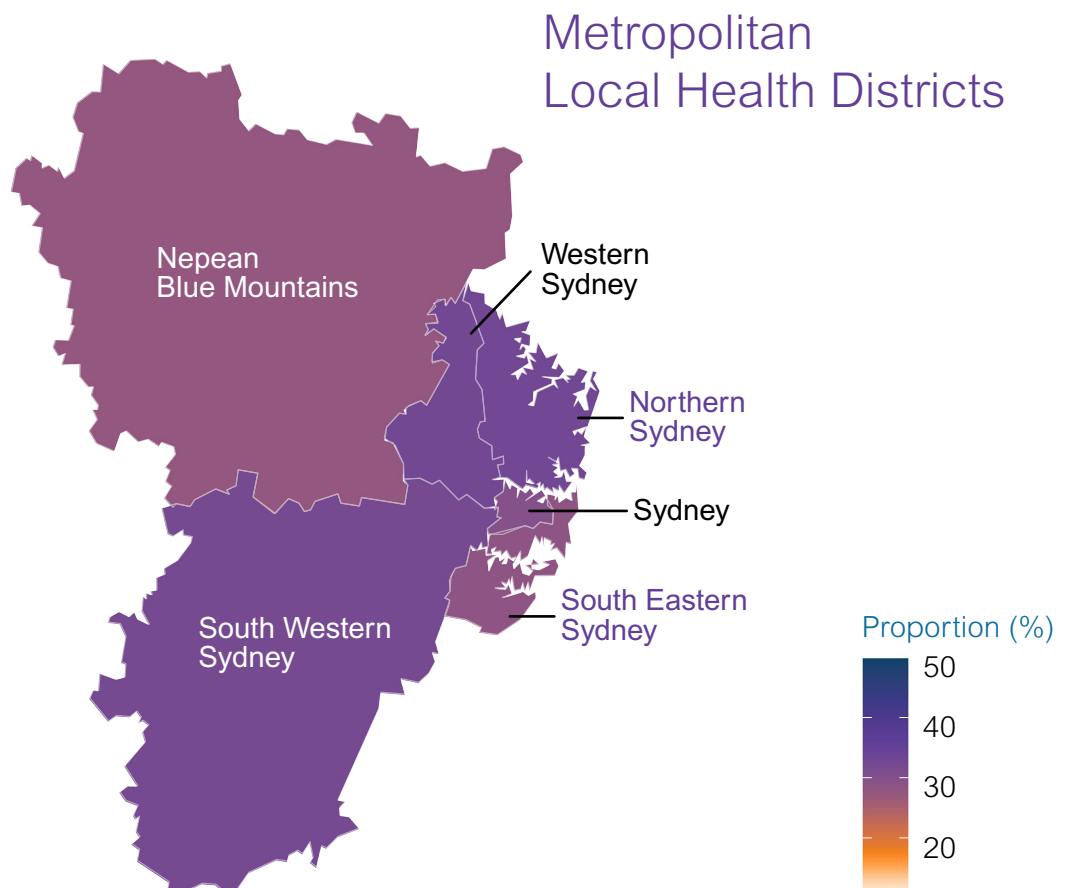 Metropolitan
Local Health Districts
Nepean
Blue Mountains
Western
Sydney
Northern
Sydney
Sydney
South Eastern
Sydney
South Western
Sydney
Proportion (%)
50
40
30
20